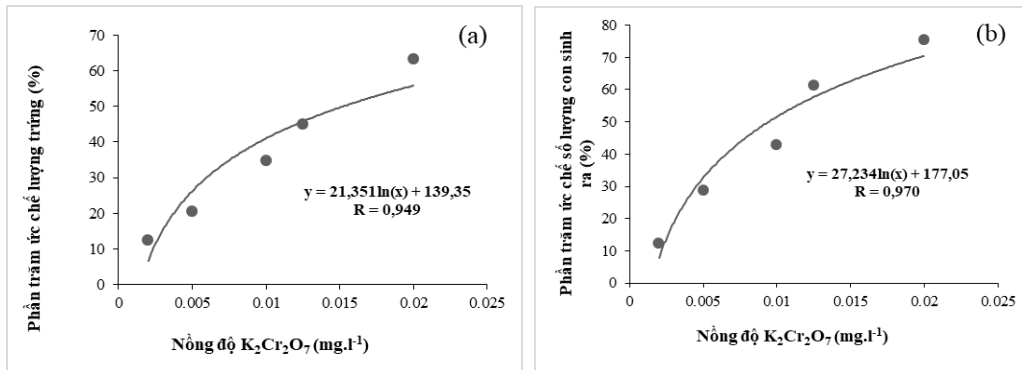 (a)
Phần trăm ức chế lượng trứng (%)
70
60
50
40
30
20
10
0
y = 21,351ln(x) + 139,35
R = 0,949
0 0.005 0.01 0.015 0.02 0.025
Nồng độ K₂Cr₂O₇ (mg.l⁻¹)
(b)
Phần trăm ức chế số lượng con sinh
ra (%)
80
70
60
50
40
30
20
10
0
y = 27,234ln(x) + 177,05
R = 0,970
0 0.005 0.01 0.015 0.02 0.025
Nồng độ K₂Cr₂O₇ (mg.l⁻¹)